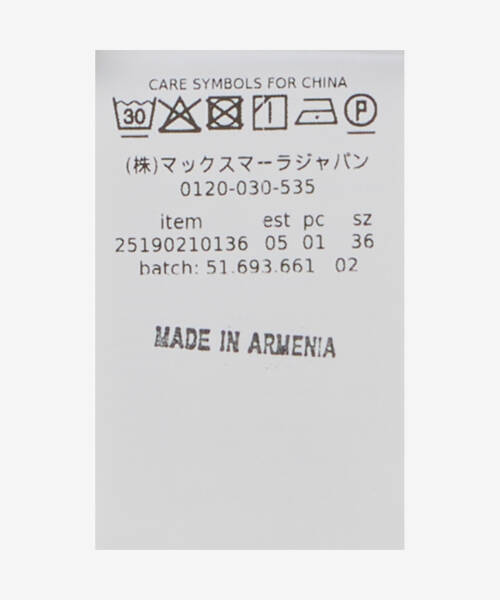 CARE SYMBOLS FOR CHINA
30 P
(株)マックスマーラジャパン
0120-030-535
item est pc sz
25190210136 05 01 36
batch: 51.693.661 02
MADE IN ARMENIA